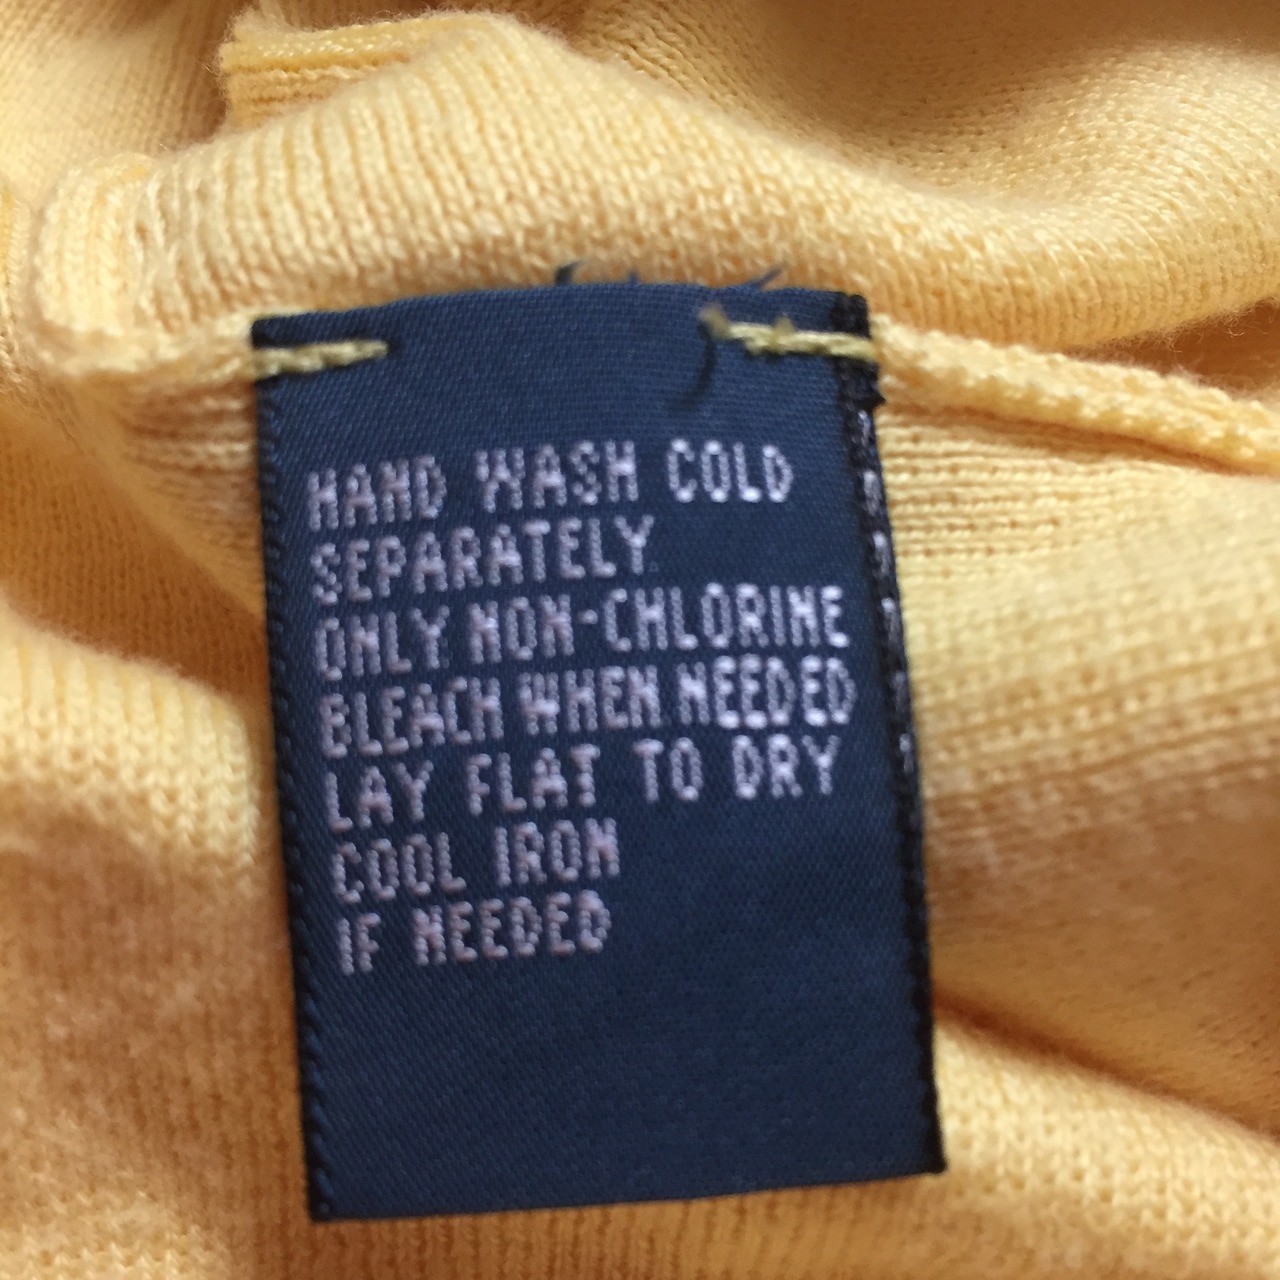 HAND WASH COLD
SEPARATELY
ONLY NON-CHLORINE
BLEACH WHEN NEEDED
LAY FLAT TO DRY
COOL IRON
IF NEEDED